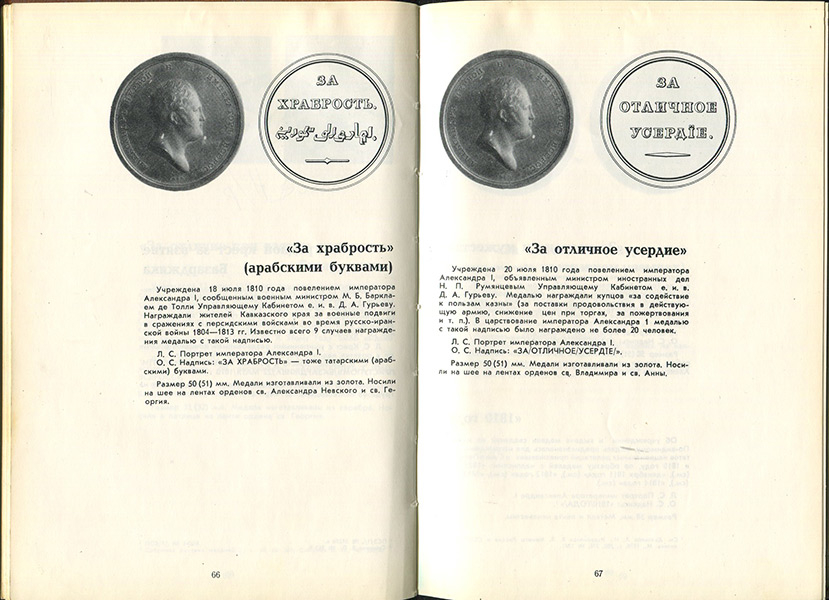 ЗА
ХРАБРОСТЬ.
«За храбрость»
(арабскими буквами)
Учреждена 18 июля 1810 года повелением императора
Александра I, сообщенным военным министром М. Б. Баркла-
ем де Толли Управляющему Кабинетом е. и. в. Д. А. Гурьеву.
Награждали жителей Кавказского края за военные подвиги
в сражениях с персидскими войсками во время русско-иран-
ской войны 1804—1813 гг. Известно всего 9 случаев награжде-
ния медалью с такой надписью.
Л. С. Портрет императора Александра I.
О. С. Надпись: «ЗА ХРАБРОСТЬ» — тоже татарскими (араб-
скими) буквами.
Размер 50 (51) мм. Медали изготавливали из золота. Носили
на шее на лентах орденов св. Александра Невского и св. Ге-
оргия.
66
ЗА
ОТЛИЧНОЕ
УСЕРДІЕ.
«За отличное усердие»
Учреждена 20 июля 1810 года повелением императора
Александра I, объявленным министром иностранных дел
Н. П. Румянцевым Управляющему Кабинетом е. и. в.
Д. А. Гурьеву. Медалью награждали купцов «за содействие
к пользам казны» (за поставки продовольствия в действую-
щую армию, снижение цен при торгах, за пожертвования
и т. п.). В царствование императора Александра 1 медалью
с такой надписью было награждено не более 20 человек.
Л. С. Портрет императора Александра I.
О. С. Надпись: «ЗА/ОТЛИЧНОЕ/УСЕРДТЕ/».
Размер 50 (51) мм. Медали изготавливали из золота. Носи-
ли на шее на лентах орденов св. Владимира и св. Анны.
67